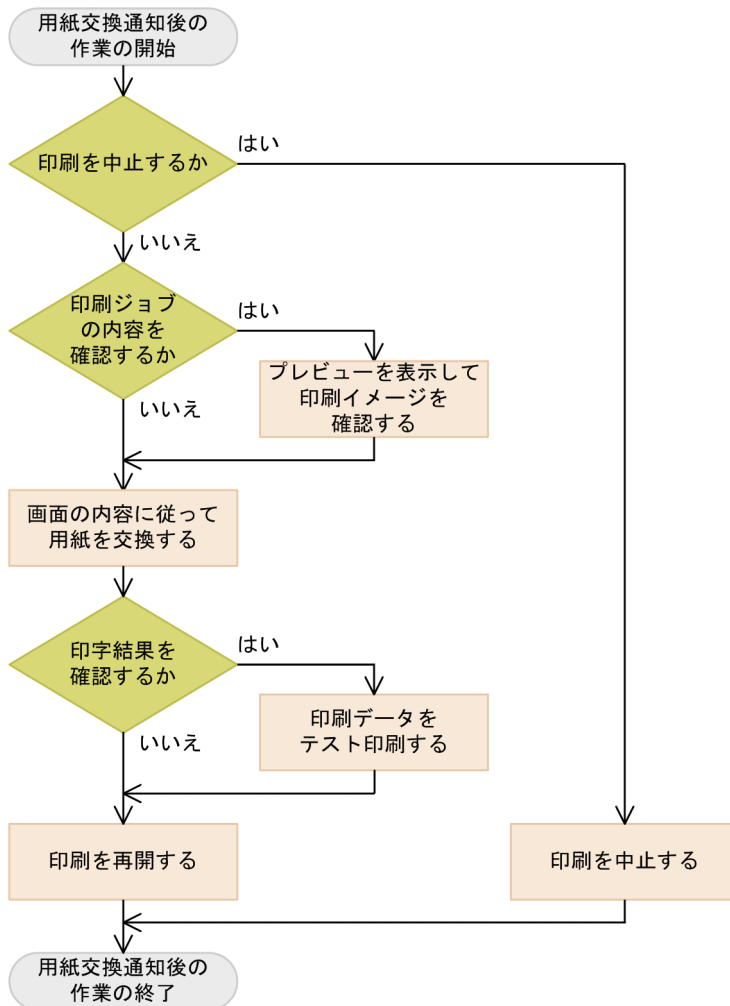 用紙交換通知後の
作業の開始
印刷を中止するか
はい
いいえ
印刷ジョブ
の内容を
確認するか
はい
いいえ
プレビューを表示して
印刷イメージを
確認する
画面の内容に従って
用紙を交換する
印字結果を
確認するか
はい
いいえ
印刷データを
テスト印刷する
印刷を再開する
印刷を中止する
用紙交換通知後の
作業の終了